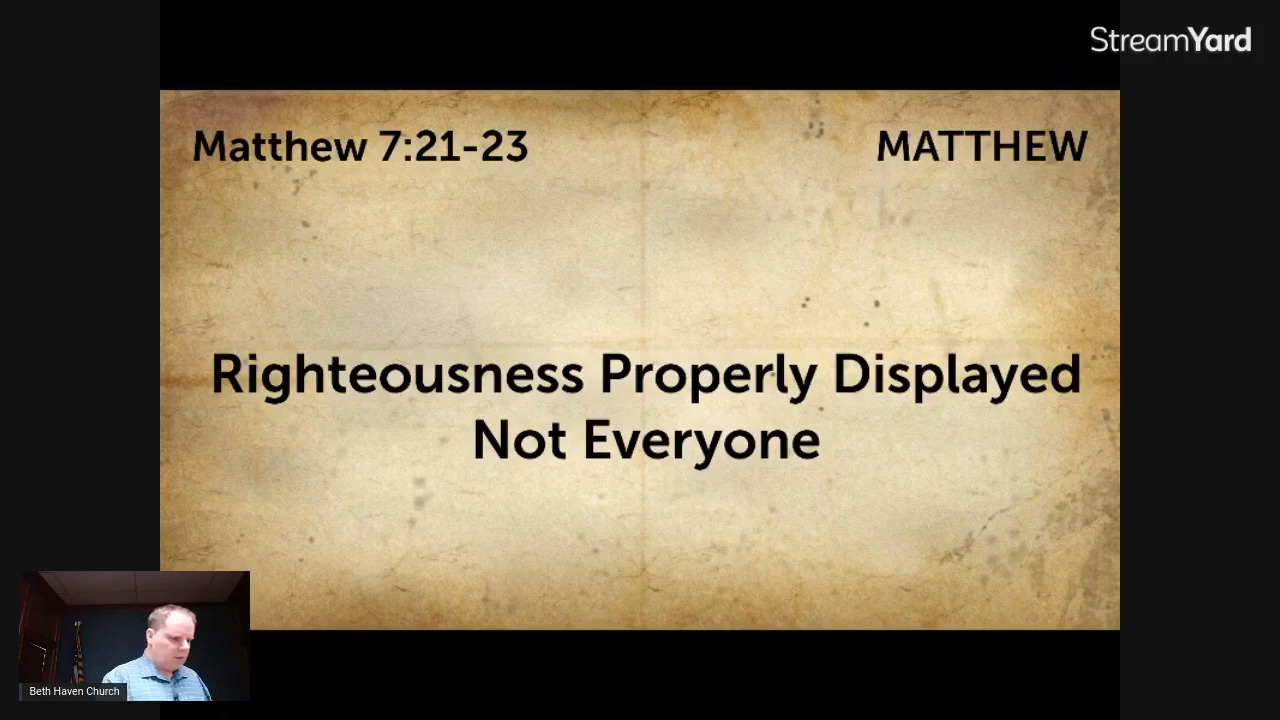 StreamYard
Matthew 7:21-23
MATTHEW
Righteousness Properly Displayed
Not Everyone
Beth Haven Church